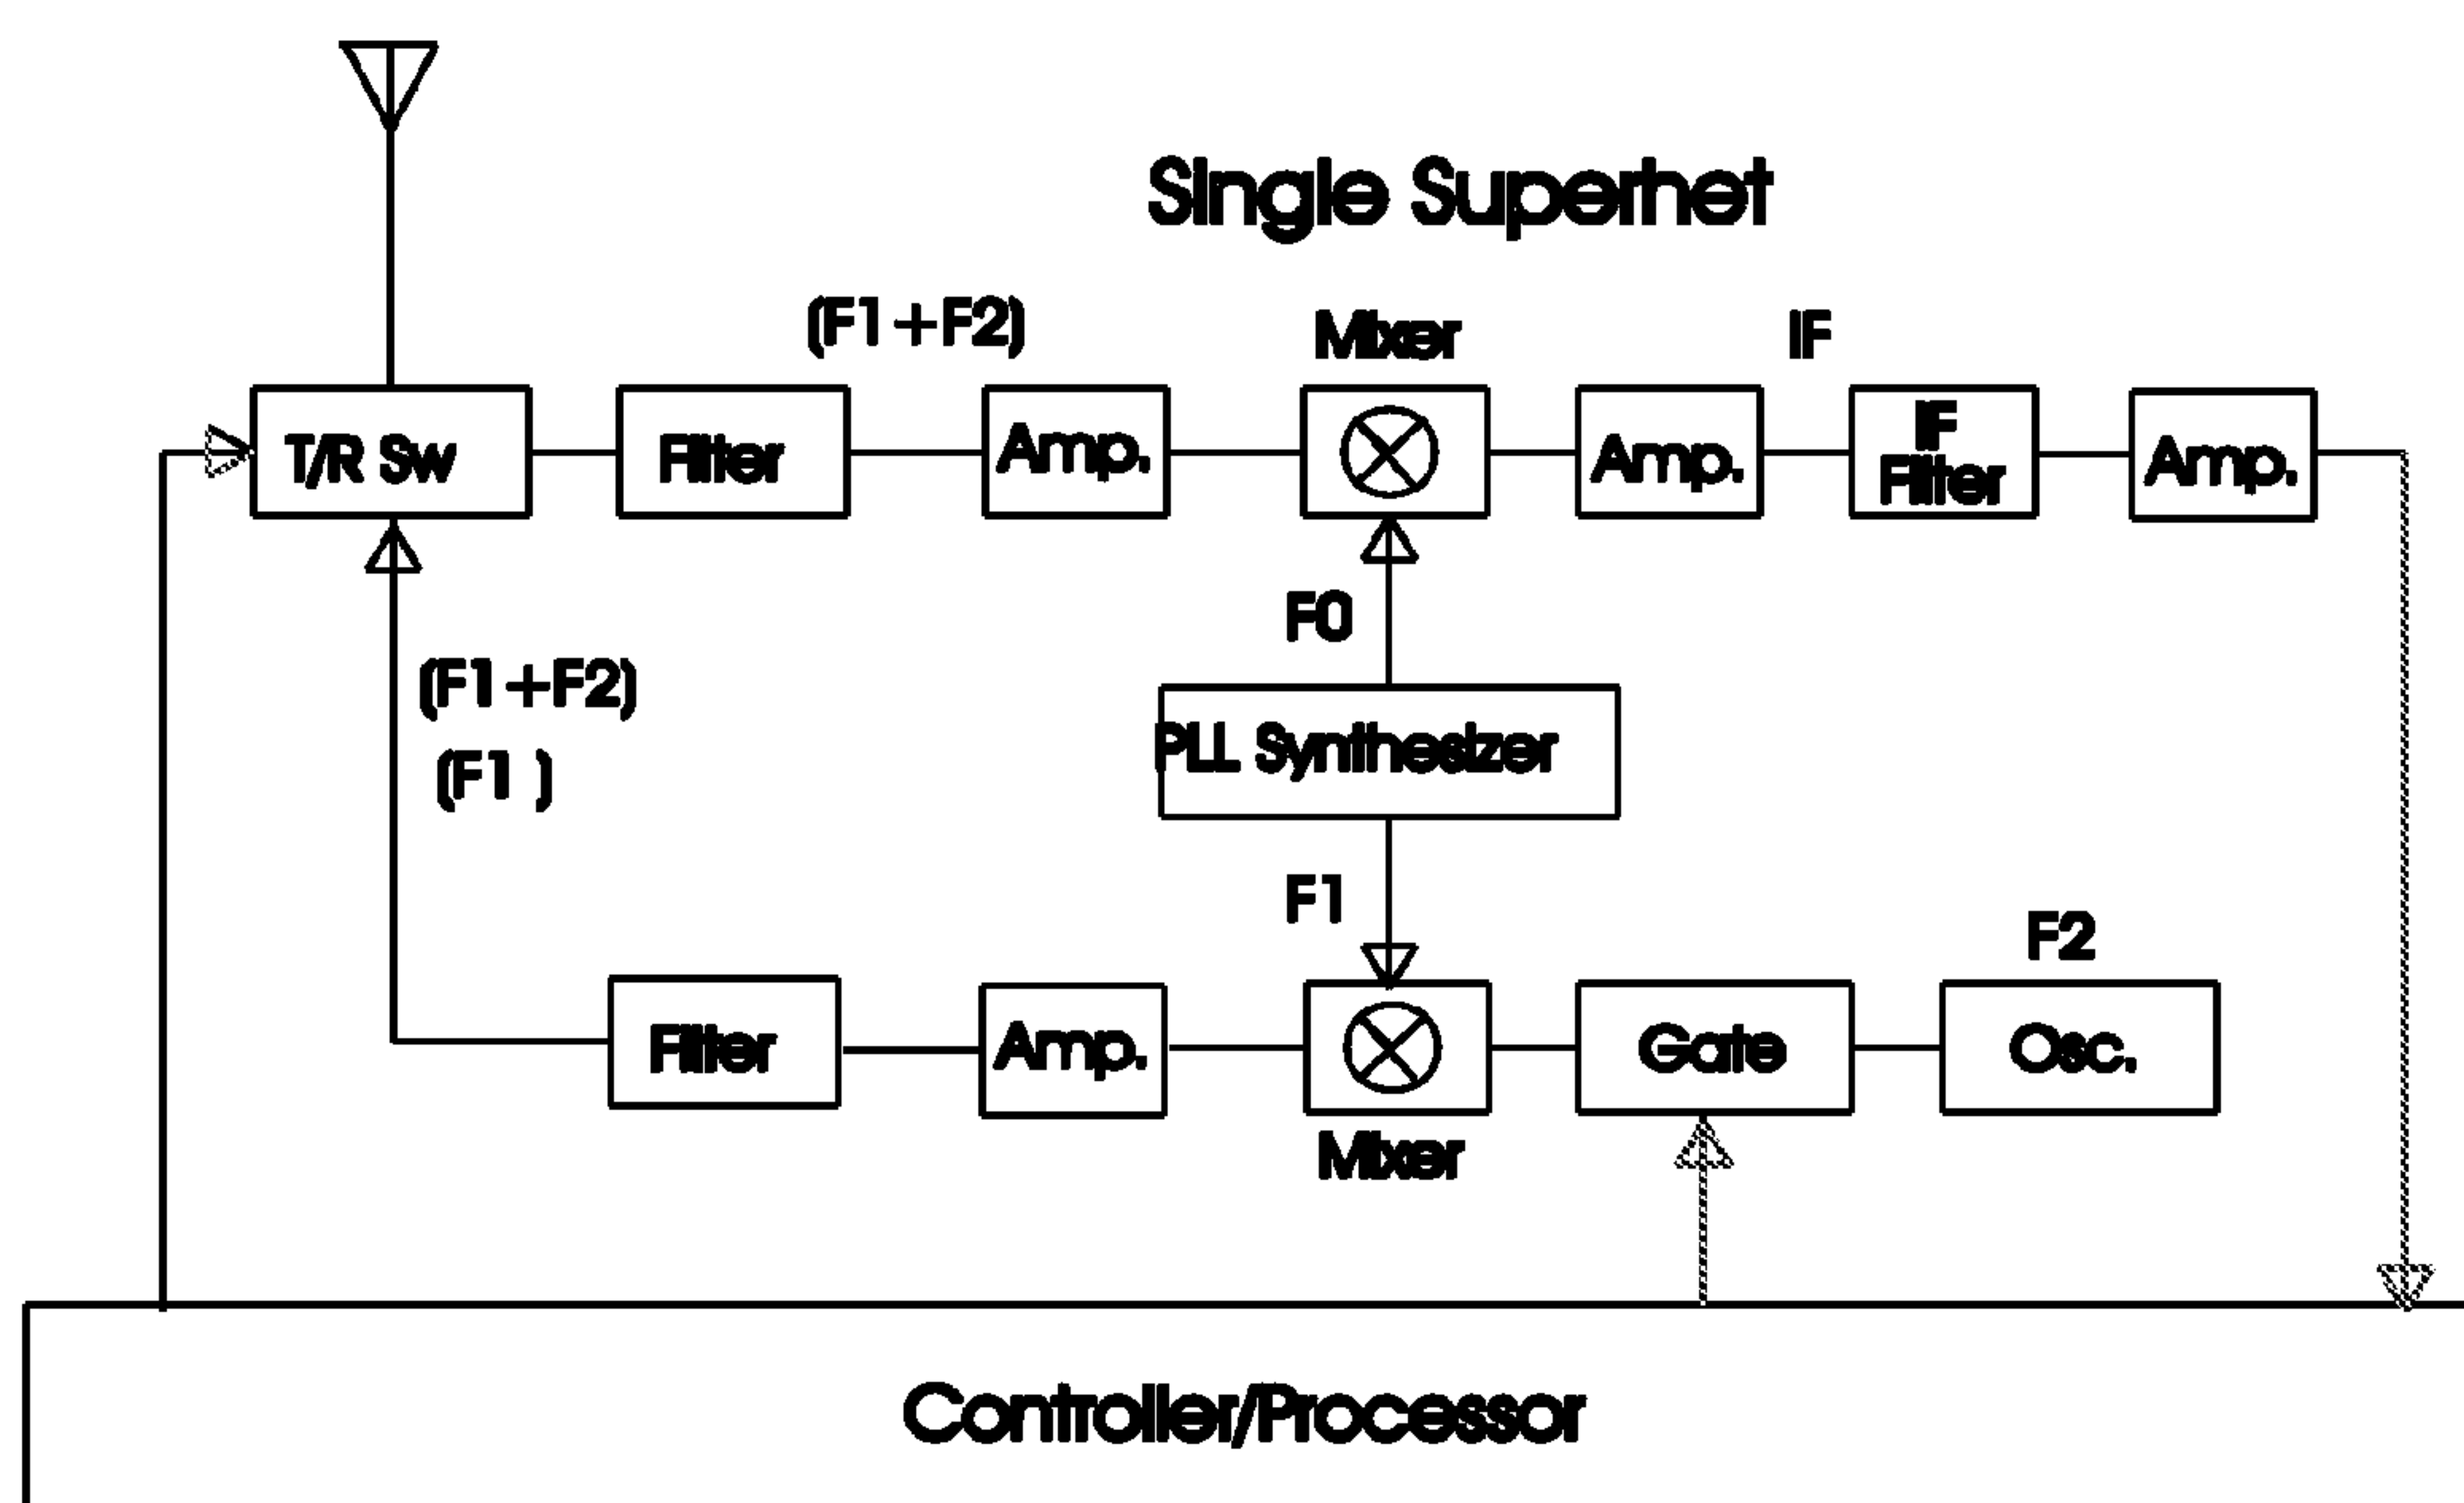 Single Superhet
(F1+F2)
Mixer
IF
T/R Sw
Filter
Amp.
Amp.
IF
Filter
Amp.
F0
(F1+F2)
(F1 )
PLL Synthesizer
F1
F2
Filter
Amp.
Gate
Osc.
Mixer
Controller/Processor